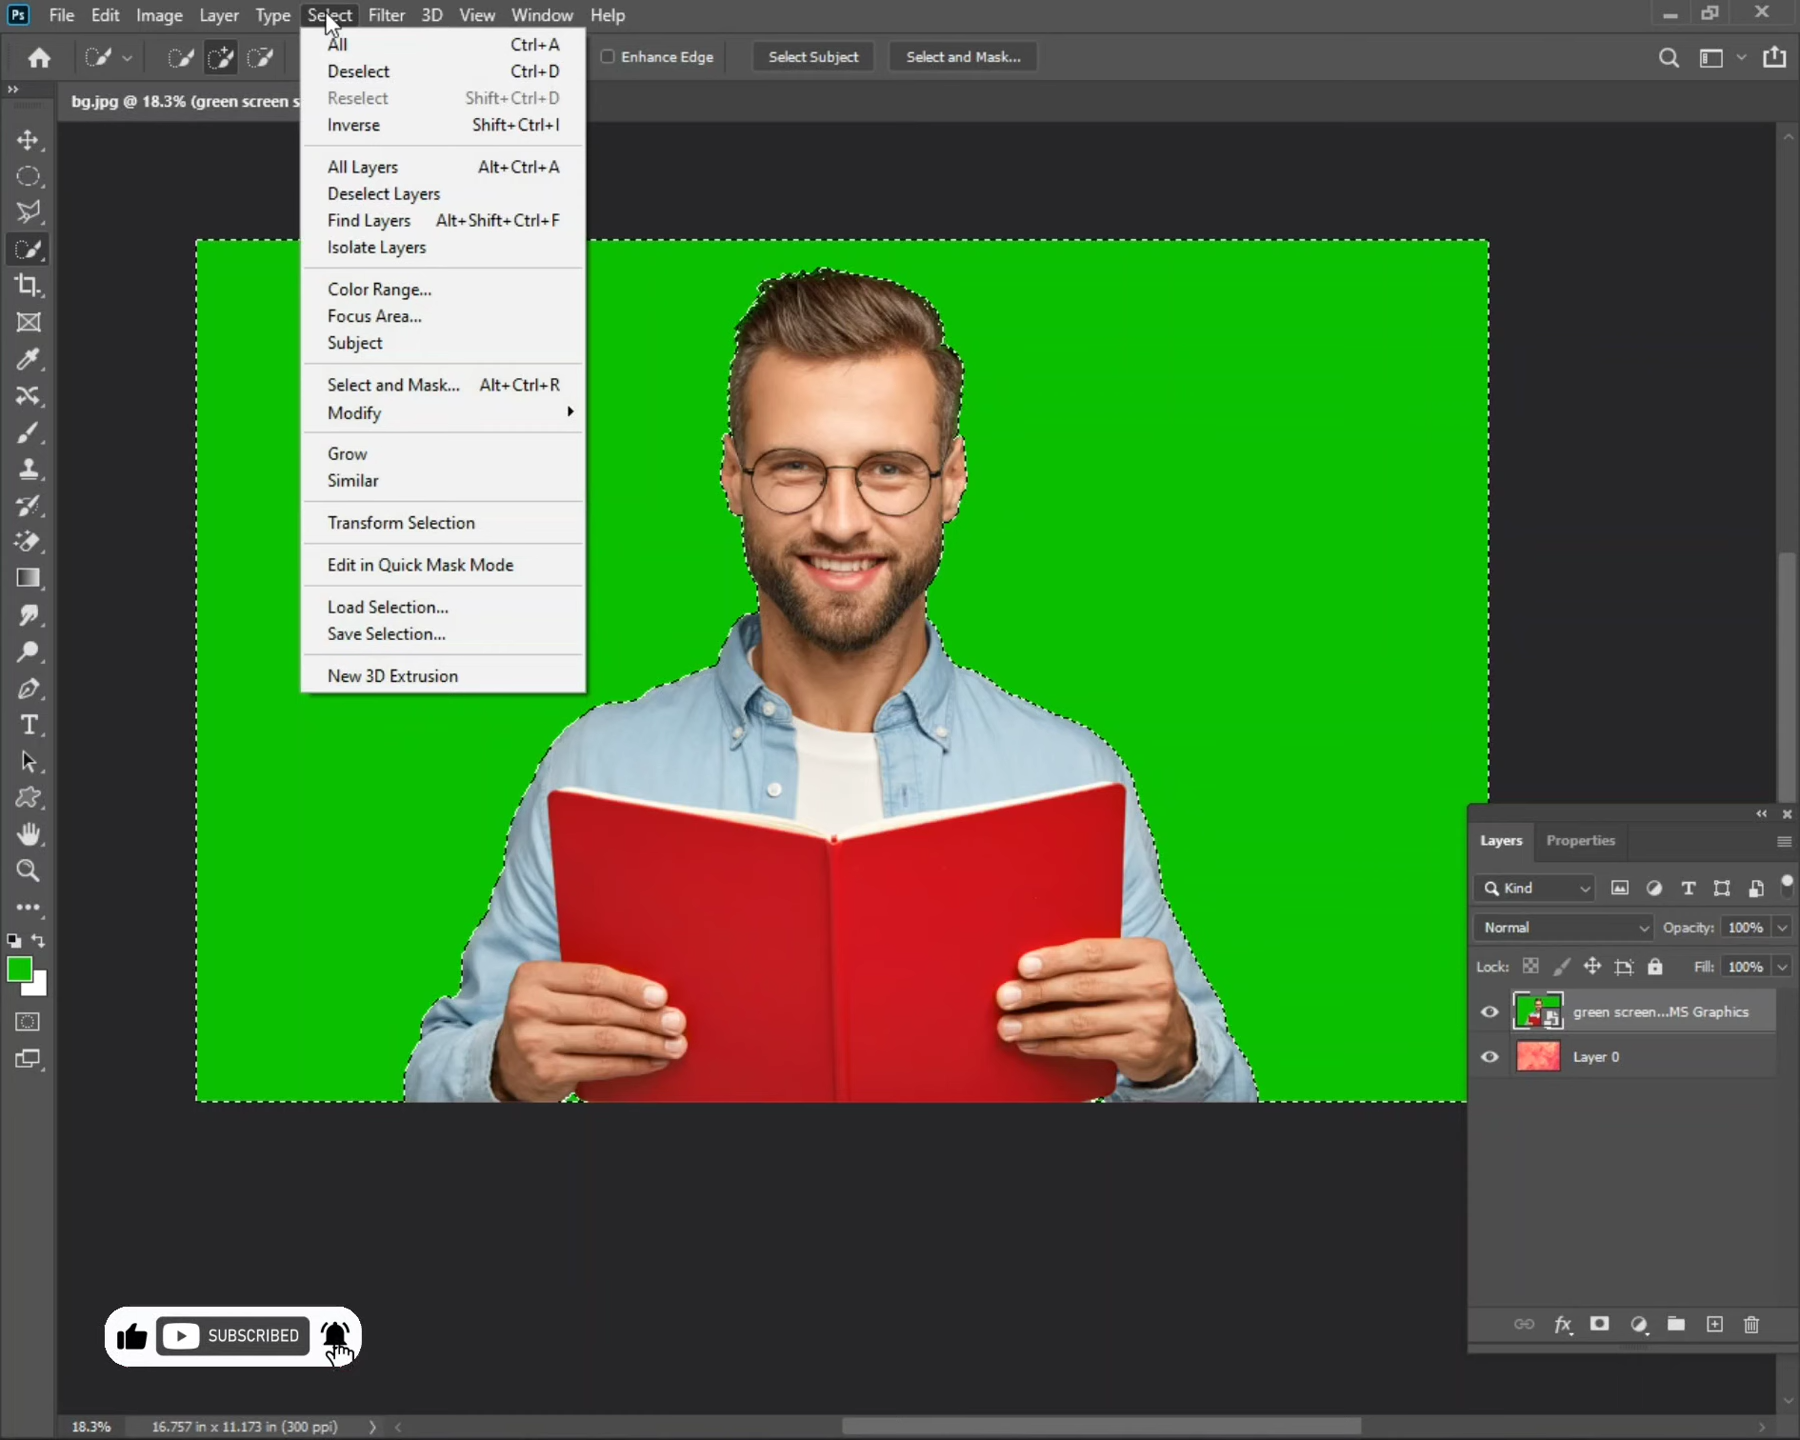 Ps File Edit Image Layer Type Select Filter 3D View Window Help
Enhance Edge Select Subject Select and Mask...
bg.jpg @ 18.3% (green screen s
All Ctrl+A
Deselect Ctrl+D
Reselect Shift+Ctrl+D
Inverse Shift+Ctrl+I
All Layers Alt+Ctrl+A
Deselect Layers
Find Layers Alt+Shift+Ctrl+F
Isolate Layers
Color Range...
Focus Area...
Subject
Select and Mask... Alt+Ctrl+R
Modify
Grow
Similar
Transform Selection
Edit in Quick Mask Mode
Load Selection...
Save Selection...
New 3D Extrusion
Layers Properties
Kind
Normal Opacity: 100%
Lock: Fill: 100%
green screen...MS Graphics
Layer 0
fx
SUBSCRIBED
18.3% 16.757 in x 11.173 in (300 ppi)